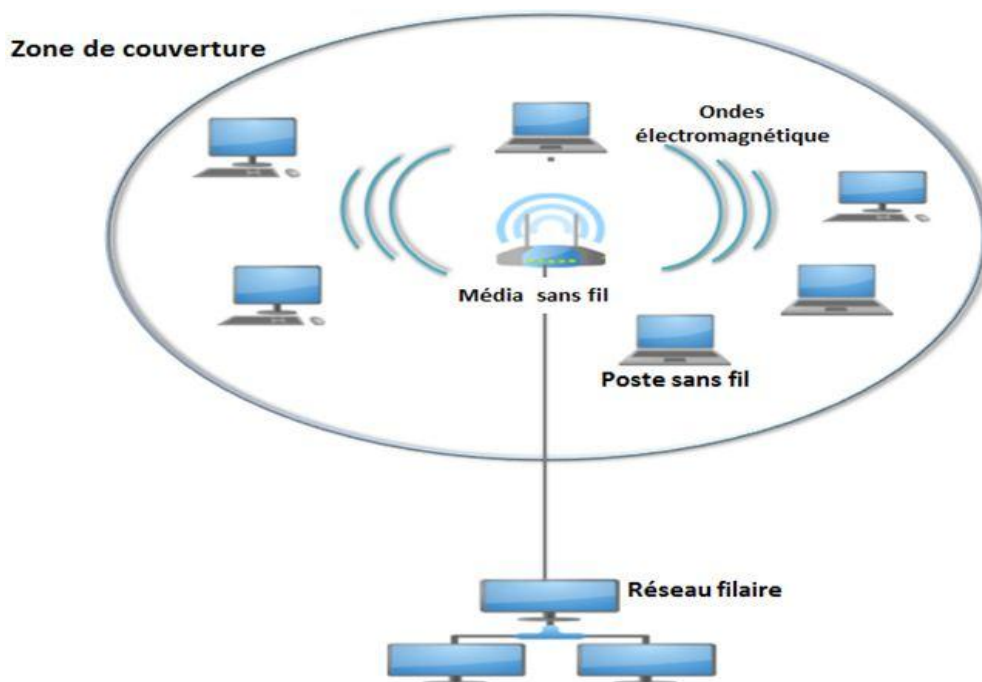 Zone de couverture
Ondes
électromagnétique
Média sans fil
Poste sans fil
Réseau filaire